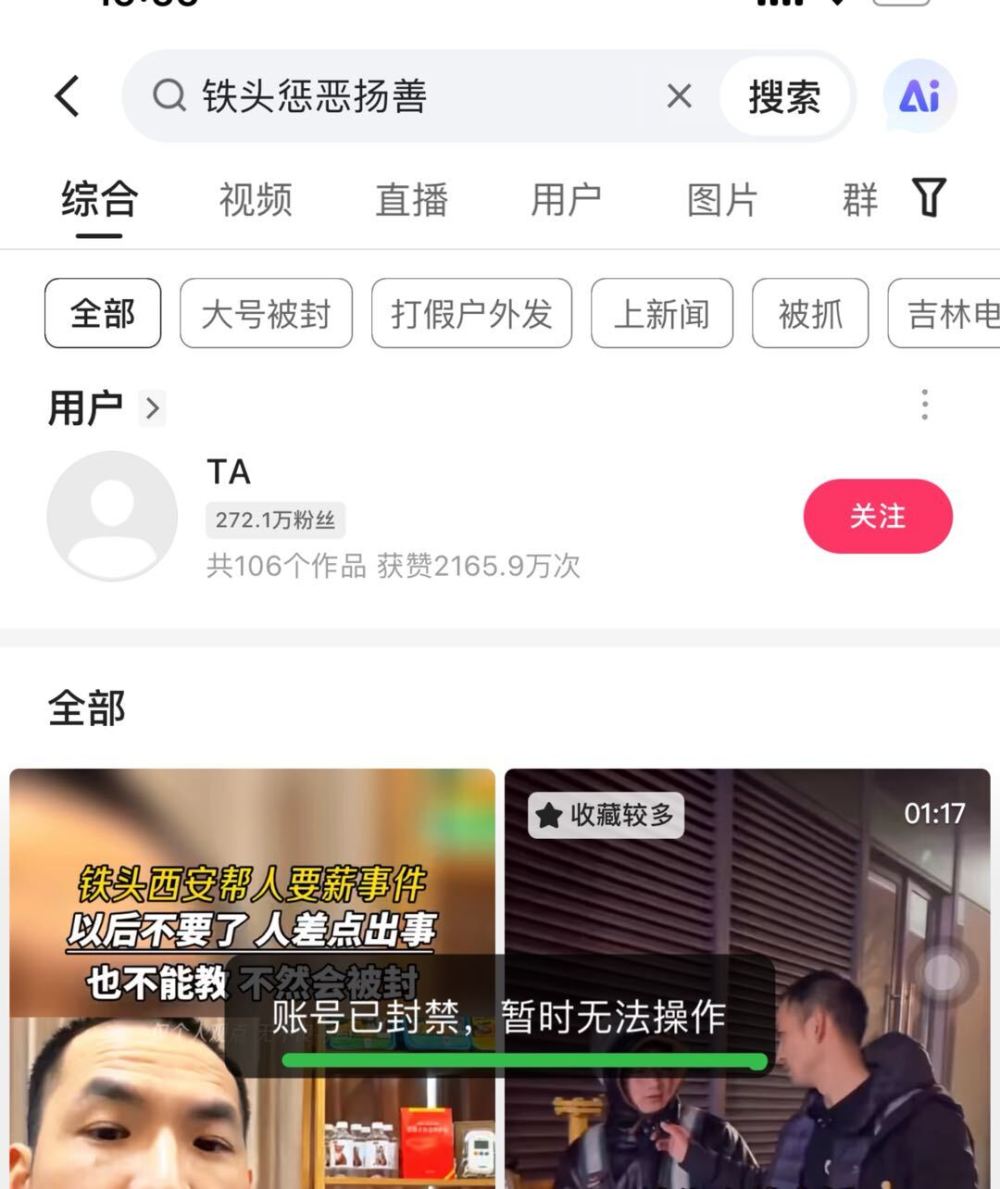 铁头惩恶扬善
搜索
Ai
综合
视频
直播
用户
图片
群
全部
大号被封
打假户外发
上新闻
被抓
吉林电
用户
TA
272.1万粉丝
共106个作品 获赞2165.9万次
关注
全部
铁头西安帮人要薪事件
以后不要了 人差点出事
也不能教 不然会被封
收藏较多
01:17
账号已封禁，暂时无法操作